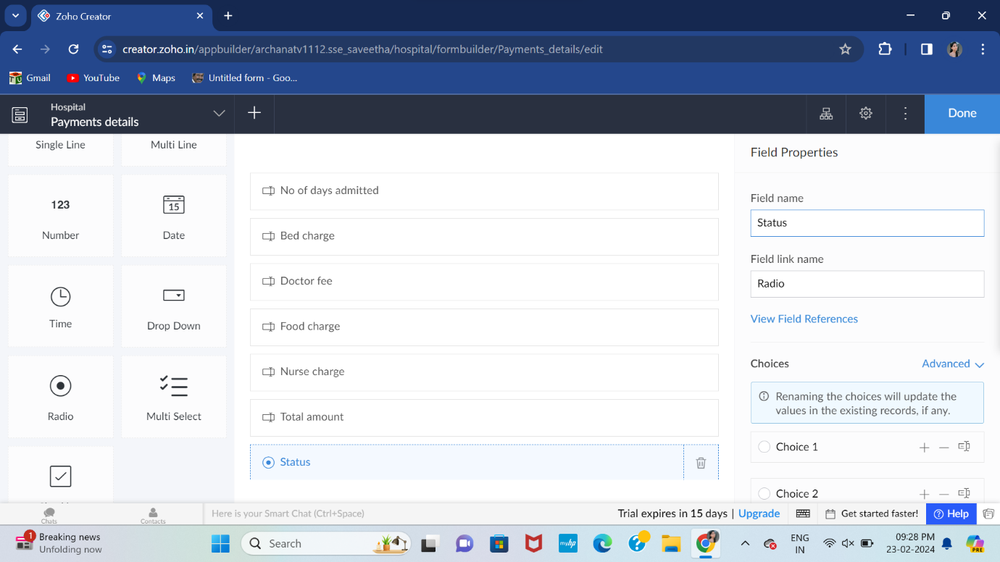 Zoho Creator
creator.zoho.in/appbuilder/archanatv1112.sse_saveetha/hospital/formbuilder/Payments_details/edit
Gmail
YouTube
Maps
Untitled form - Goo...
Hospital
Payments details
Done
Single Line
Multi Line
123
Number
15
Date
Time
Drop Down
Radio
Multi Select
No of days admitted
Bed charge
Doctor fee
Food charge
Nurse charge
Total amount
Status
Field Properties
Field name
Status
Field link name
Radio
View Field References
Choices
Advanced
Renaming the choices will update the
values in the existing records, if any.
Choice 1
Choice 2
Chats
Contacts
Here is your Smart Chat (Ctrl+Space)
Trial expires in 15 days | Upgrade
Get started faster!
Help
1
Breaking news
Unfolding now
Search
myhp
ENG
IN
09:28 PM
23-02-2024
PRE